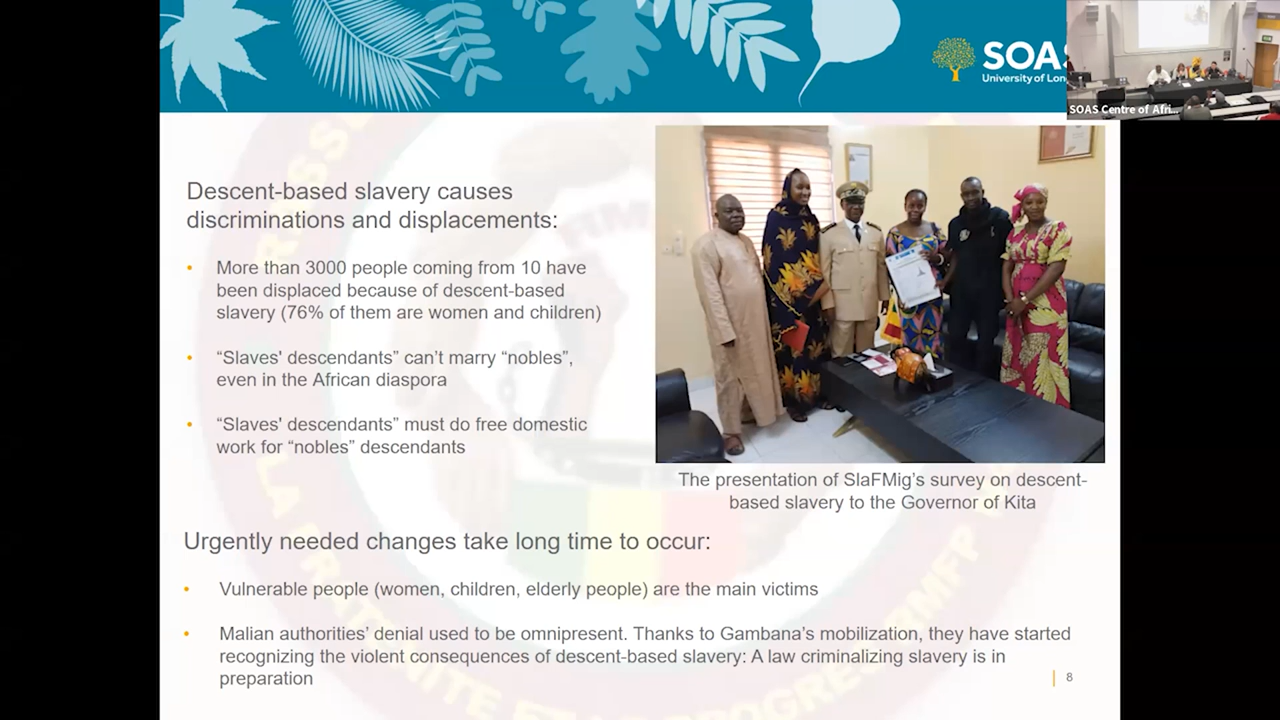 SOAS
University of Lon
SOAS Centre of Afri...
Descent-based slavery causes
discriminations and displacements:
• More than 3000 people coming from 10 have
been displaced because of descent-based
slavery (76% of them are women and children)
• “Slaves' descendants” can’t marry “nobles”,
even in the African diaspora
• “Slaves' descendants” must do free domestic
work for “nobles” descendants
The presentation of SlaFMig’s survey on descent-
based slavery to the Governor of Kita
Urgently needed changes take long time to occur:
• Vulnerable people (women, children, elderly people) are the main victims
• Malian authorities’ denial used to be omnipresent. Thanks to Gambana’s mobilization, they have started
recognizing the violent consequences of descent-based slavery: A law criminalizing slavery is in
preparation
8